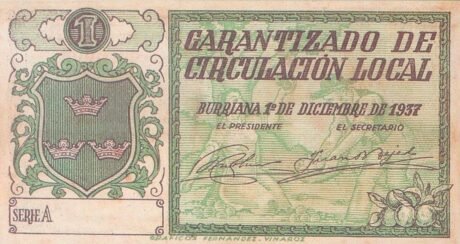 1
GARANTIZADO DE
CIRCULACIÓN LOCAL
BURRIANA 1º DE DICIEMBRE DE 1937
EL PRESIDENTE EL SECRETARIO
SERIE A
GRAFICOS FERNANDEZ. VINAROZ